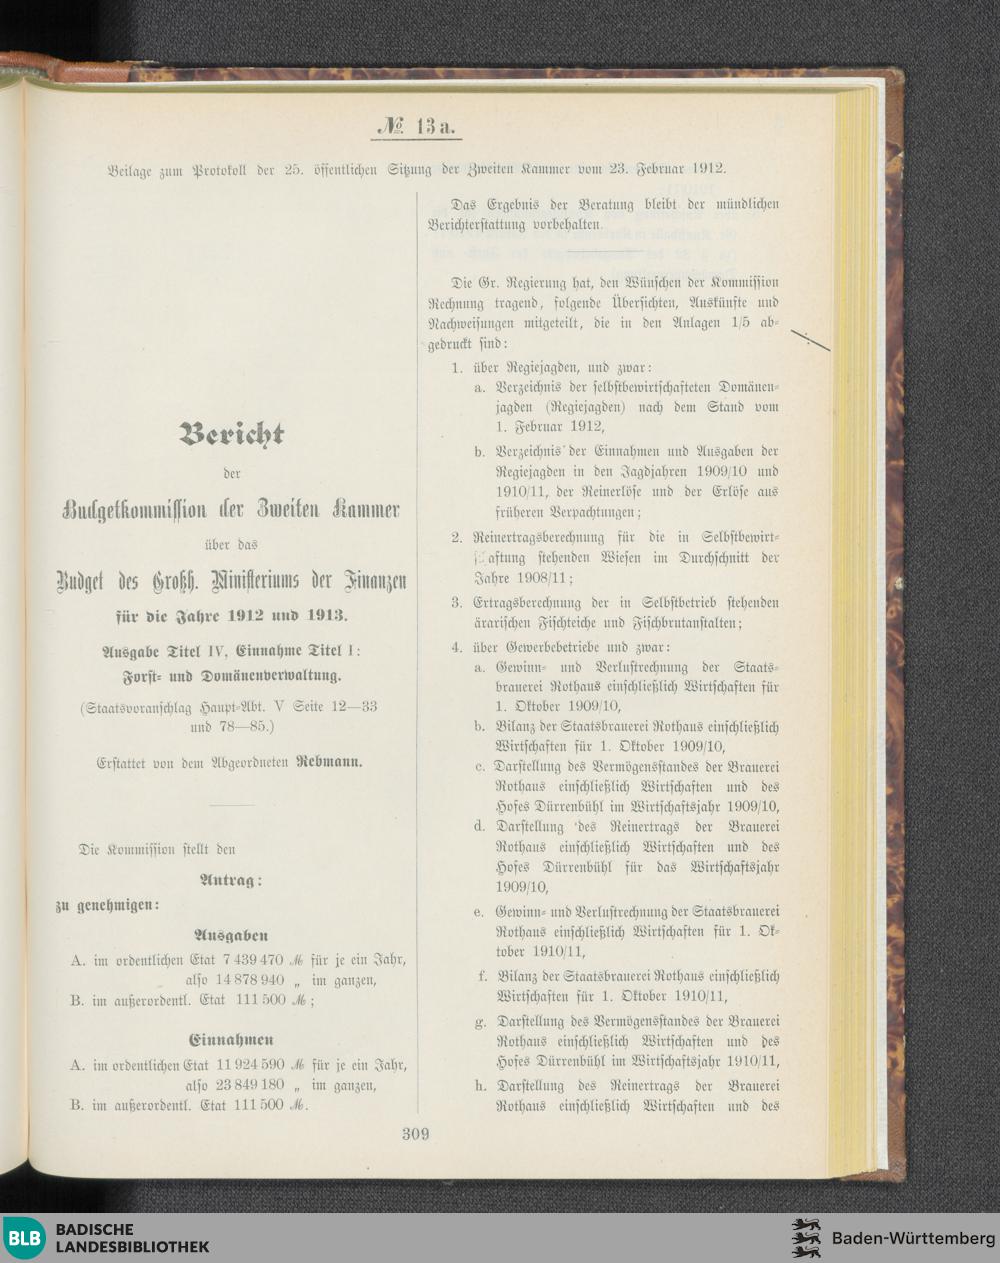 № 13a.
Beilage zum Protokoll der 25. öffentlichen Sitzung der Zweiten Kammer vom 23. Februar 1912.
Bericht
der
Budgetkommission der Zweiten Kammer
über das
Budget des Großh. Ministeriums der Finanzen
für die Jahre 1912 und 1913.
Ausgabe Titel IV, Einnahme Titel I:
Forst- und Domänenverwaltung.
(Staatsvoranschlag Haupt-Abt. V Seite 12—33
und 78—85.)
Erstattet von dem Abgeordneten Rebmann.
Die Kommission stellt den
Antrag:
zu genehmigen:
Ausgaben
A. im ordentlichen Etat 7 439 470 ℳ für je ein Jahr,
also 14 878 940 „ im ganzen,
B. im außerordentl. Etat 111 500 ℳ;
Einnahmen
A. im ordentlichen Etat 11 924 590 ℳ für je ein Jahr,
also 23 849 180 „ im ganzen,
B. im außerordentl. Etat 111 500 ℳ.
Das Ergebnis der Beratung bleibt der mündlichen
Berichterstattung vorbehalten.
Die Gr. Regierung hat, den Wünschen der Kommission
Rechnung tragend, folgende Übersichten, Auskünfte und
Nachweisungen mitgeteilt, die in den Anlagen 1/5 ab-
gedruckt sind:
1. über Regiejagden, und zwar:
a. Verzeichnis der selbstbewirtschafteten Domänen-
jagden (Regiejagden) nach dem Stand vom
1. Februar 1912,
b. Verzeichnis der Einnahmen und Ausgaben der
Regiejagden in den Jagdjahren 1909/10 und
1910/11, der Reinerlöse und der Erlöse aus
früheren Verpachtungen;
2. Reinertragsberechnung für die in Selbstbewirt-
schaftung stehenden Wiesen im Durchschnitt der
Jahre 1908/11;
3. Ertragsberechnung der in Selbstbetrieb stehenden
ärarischen Fischteiche und Fischbrutanstalten;
4. über Gewerbebetriebe und zwar:
a. Gewinn- und Verlustrechnung der Staats-
brauerei Rothaus einschließlich Wirtschaften für
1. Oktober 1909/10,
b. Bilanz der Staatsbrauerei Rothaus einschließlich
Wirtschaften für 1. Oktober 1909/10,
c. Darstellung des Vermögensstandes der Brauerei
Rothaus einschließlich Wirtschaften und des
Hofes Dürrenbühl im Wirtschaftsjahr 1909/10,
d. Darstellung des Reinertrags der Brauerei
Rothaus einschließlich Wirtschaften und des
Hofes Dürrenbühl für das Wirtschaftsjahr
1909/10,
e. Gewinn- und Verlustrechnung der Staatsbrauerei
Rothaus einschließlich Wirtschaften für 1. Ok-
tober 1910/11,
f. Bilanz der Staatsbrauerei Rothaus einschließlich
Wirtschaften für 1. Oktober 1910/11,
g. Darstellung des Vermögensstandes der Brauerei
Rothaus einschließlich Wirtschaften und des
Hofes Dürrenbühl im Wirtschaftsjahr 1910/11,
h. Darstellung des Reinertrags der Brauerei
Rothaus einschließlich Wirtschaften und des
309
BLB BADISCHE
LANDESBIBLIOTHEK
Baden-Württemberg